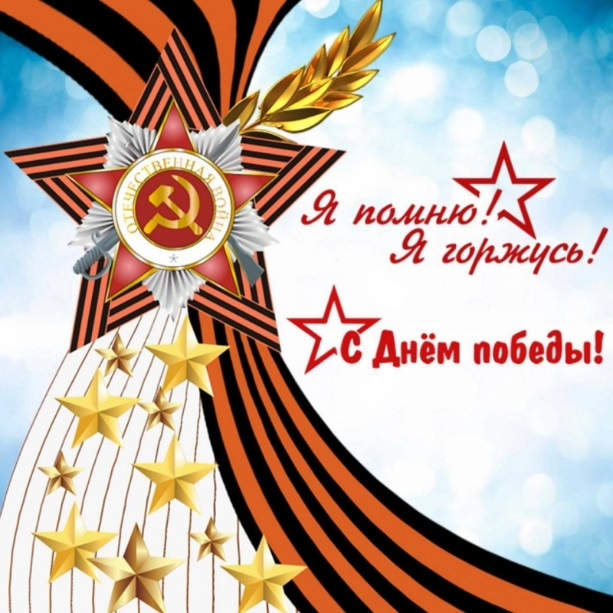 ОТЕЧЕСТВЕННАЯ ВОЙНА
Я помню!
Я горжусь!
С Днём победы!